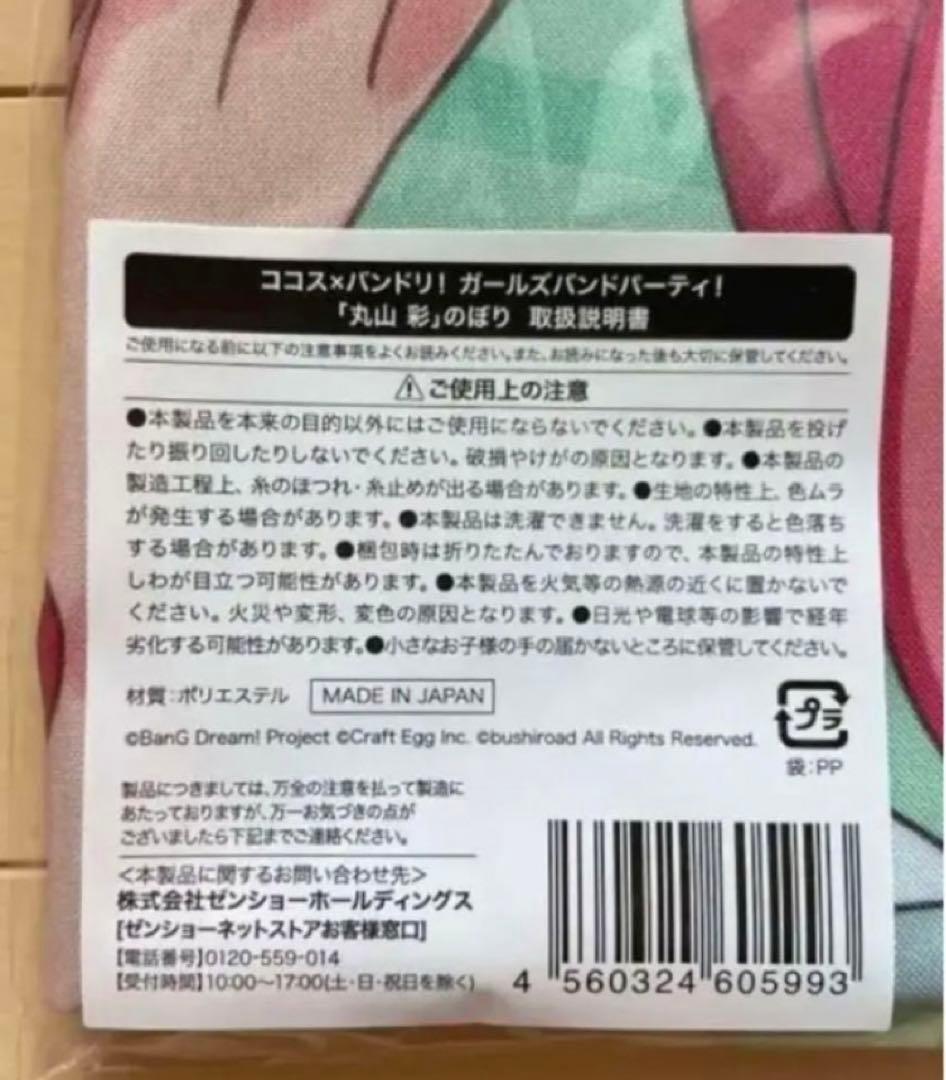 ココス×バンドリ！ ガールズバンドパーティ！
「丸山 彩」のぼり 取扱説明書
ご使用になる前に以下の注意事項をよくお読みください。また、お読みになった後も大切に保管してください。
⚠ご使用上の注意
●本製品を本来の目的以外にはご使用にならないでください。●本製品を投げ
たり振り回したりしないでください。破損やけがの原因となります。●本製品の
製造工程上、糸のほつれ・糸止めが出る場合があります。●生地の特性上、色ムラ
が発生する場合があります。●本製品は洗濯できません。洗濯をすると色落ち
する場合があります。●梱包時は折りたたんでおりますので、本製品の特性上
しわが目立つ可能性があります。●本製品を火気等の熱源の近くに置かないで
ください。火災や変形、変色の原因となります。●日光や電球等の影響で経年
劣化する可能性があります。●小さなお子様の手の届かないところに保管してください。
材質：ポリエステル MADE IN JAPAN
プラ
©BanG Dream! Project ©Craft Egg Inc. ©bushiroad All Rights Reserved.
袋：PP
製品につきましては、万全の注意を払って製造に
あたっておりますが、万一お気づきの点が
ございましたら下記までご連絡ください。
＜本製品に関するお問い合わせ先＞
株式会社ゼンショーホールディングス
[ゼンショーネットストアお客様窓口]
【電話番号】0120-559-014
【受付時間】10:00～17:00(土・日・祝日を除く)
4 560324 605993